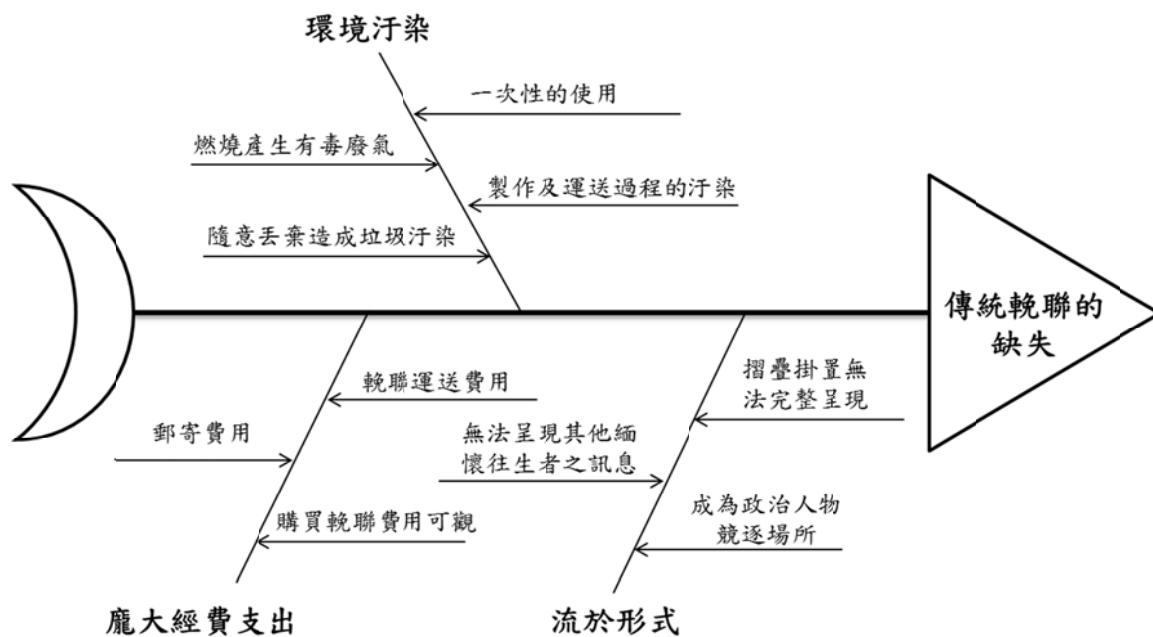 環境汙染
一次性的使用
燃燒產生有毒廢氣
製作及運送過程的汙染
隨意丟棄造成垃圾汙染
傳統輓聯的
缺失
輓聯運送費用
郵寄費用
購買輓聯費用可觀
龐大經費支出
摺疊掛置無
法完整呈現
無法呈現其他緬
懷往生者之訊息
成為政治人物
競逐場所
流於形式